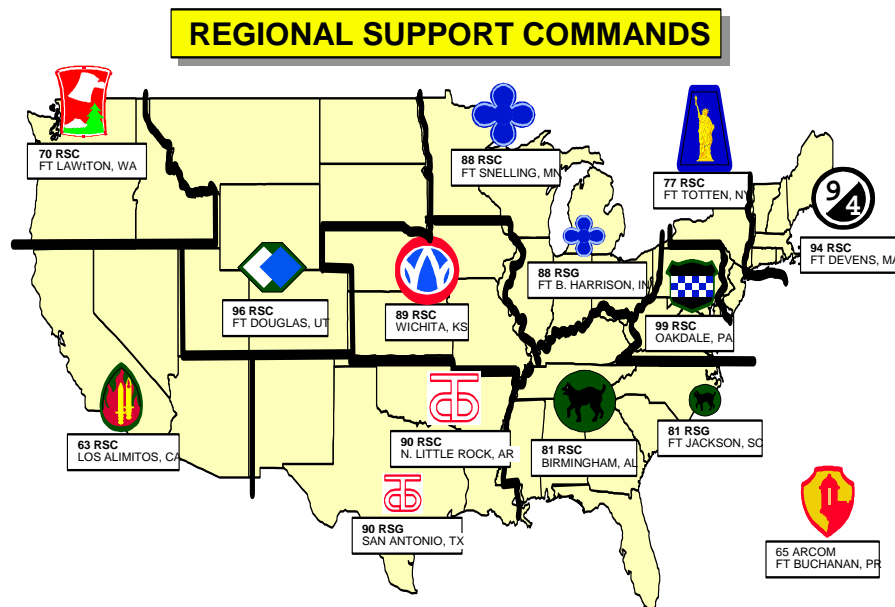 REGIONAL SUPPORT COMMANDS
70 RSC
FT LAWtTON, WA
88 RSC
FT SNELLING, MN
77 RSC
FT TOTTEN, NY
94
94 RSC
FT DEVENS, MA
88 RSG
FT B. HARRISON, IN
96 RSC
FT DOUGLAS, UT
89 RSC
WICHITA, KS
99 RSC
OAKDALE, PA
63 RSC
LOS ALIMITOS, CA
90 RSC
N. LITTLE ROCK, AR
81 RSC
BIRMINGHAM, AL
81 RSG
FT JACKSON, SC
90 RSG
SAN ANTONIO, TX
65 ARCOM
FT BUCHANAN, PR